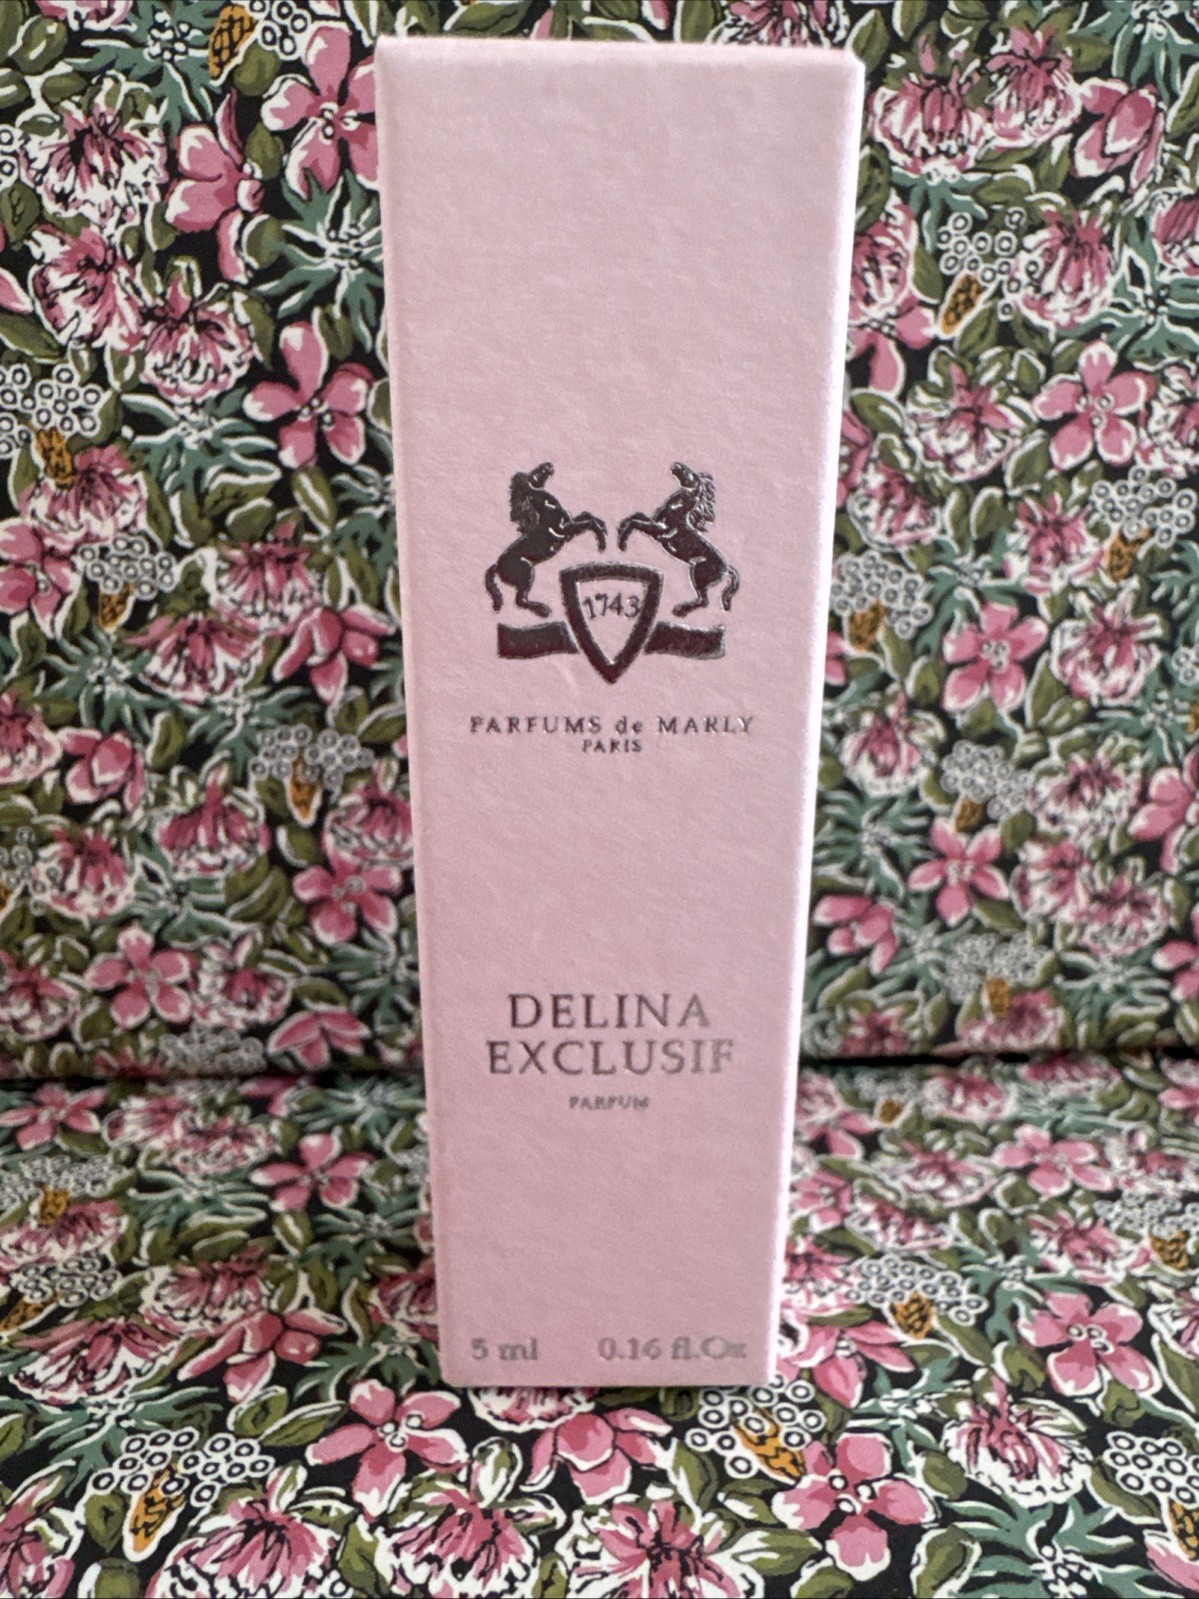 1743
PARFUMS de MARLY
PARIS
DELINA
EXCLUSIF
PARFUM
5 ml 0.16 fl.Oz